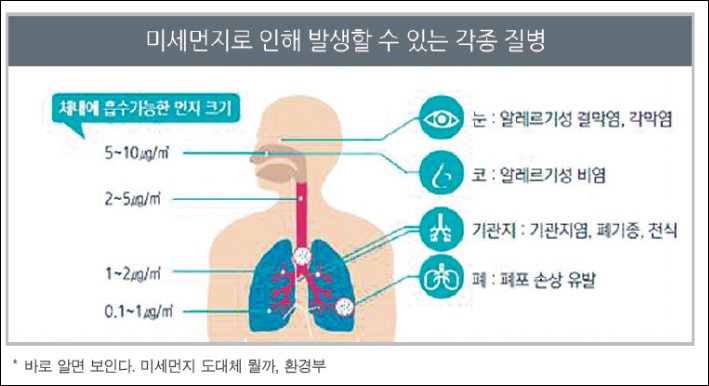 미세먼지로 인해 발생할 수 있는 각종 질병
체내에 흡수가능한 먼지 크기
5~10㎍/㎥
2~5㎍/㎥
1~2㎍/㎥
0.1~1㎍/㎥
눈 : 알레르기성 결막염, 각막염
코 : 알레르기성 비염
기관지 : 기관지염, 폐기종, 천식
폐 : 폐포 손상 유발
* 바로 알면 보인다. 미세먼지 도대체 뭘까, 환경부